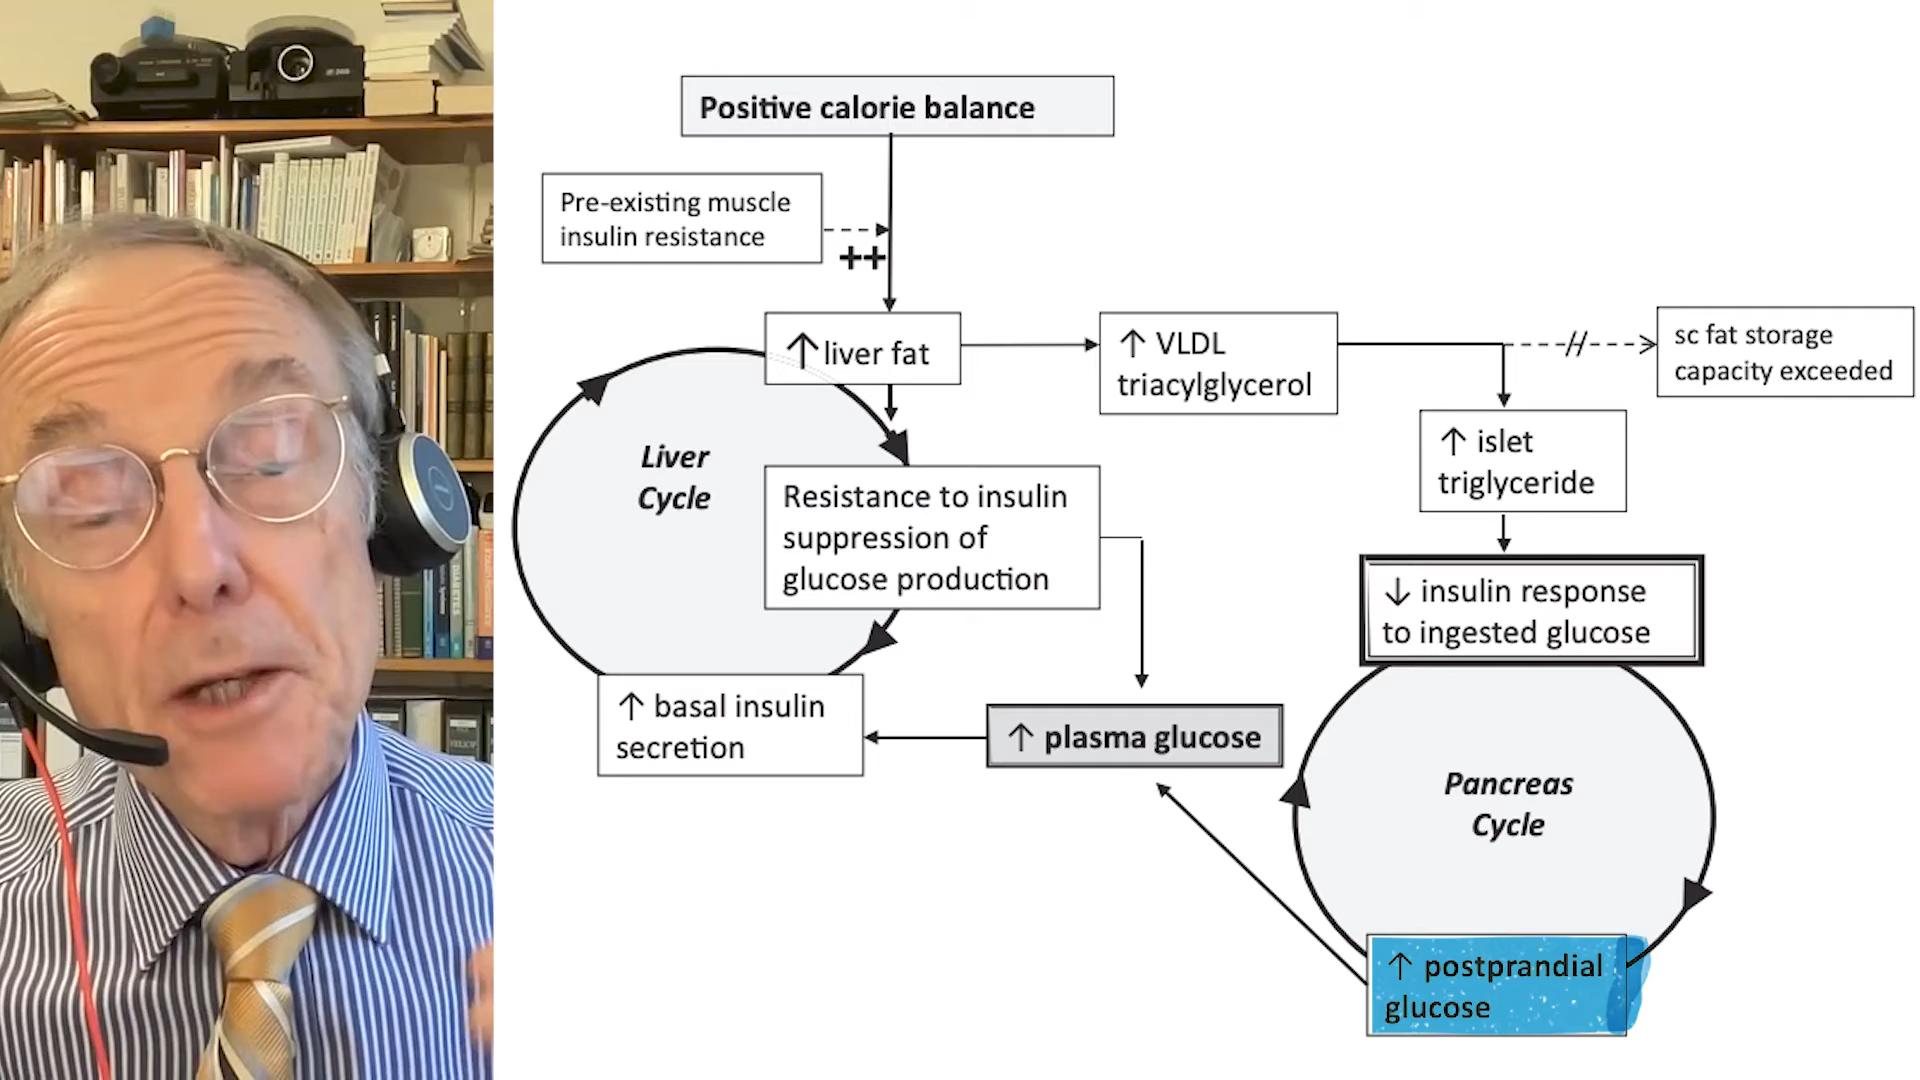 Positive calorie balance
Pre-existing muscle
insulin resistance
++
↑ liver fat
↑ VLDL
triacylglycerol
//
sc fat storage
capacity exceeded
↑ islet
triglyceride
Liver
Cycle
Resistance to insulin
suppression of
glucose production
↓ insulin response
to ingested glucose
↑ basal insulin
secretion
↑ plasma glucose
Pancreas
Cycle
↑ postprandial
glucose
DIABETES